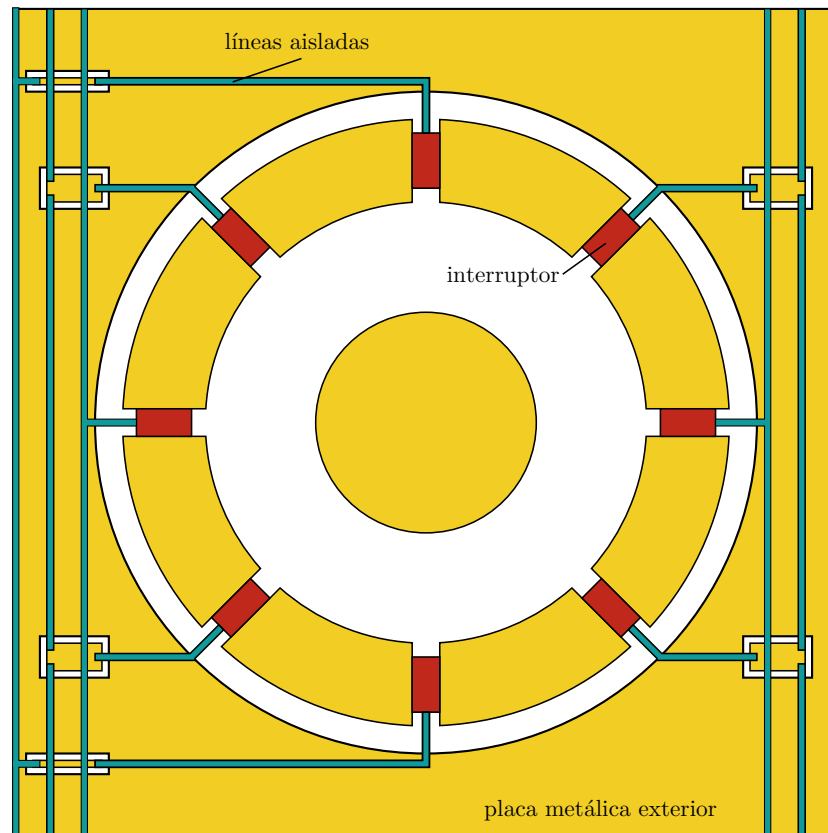 líneas aisladas
interruptor
placa metálica exterior